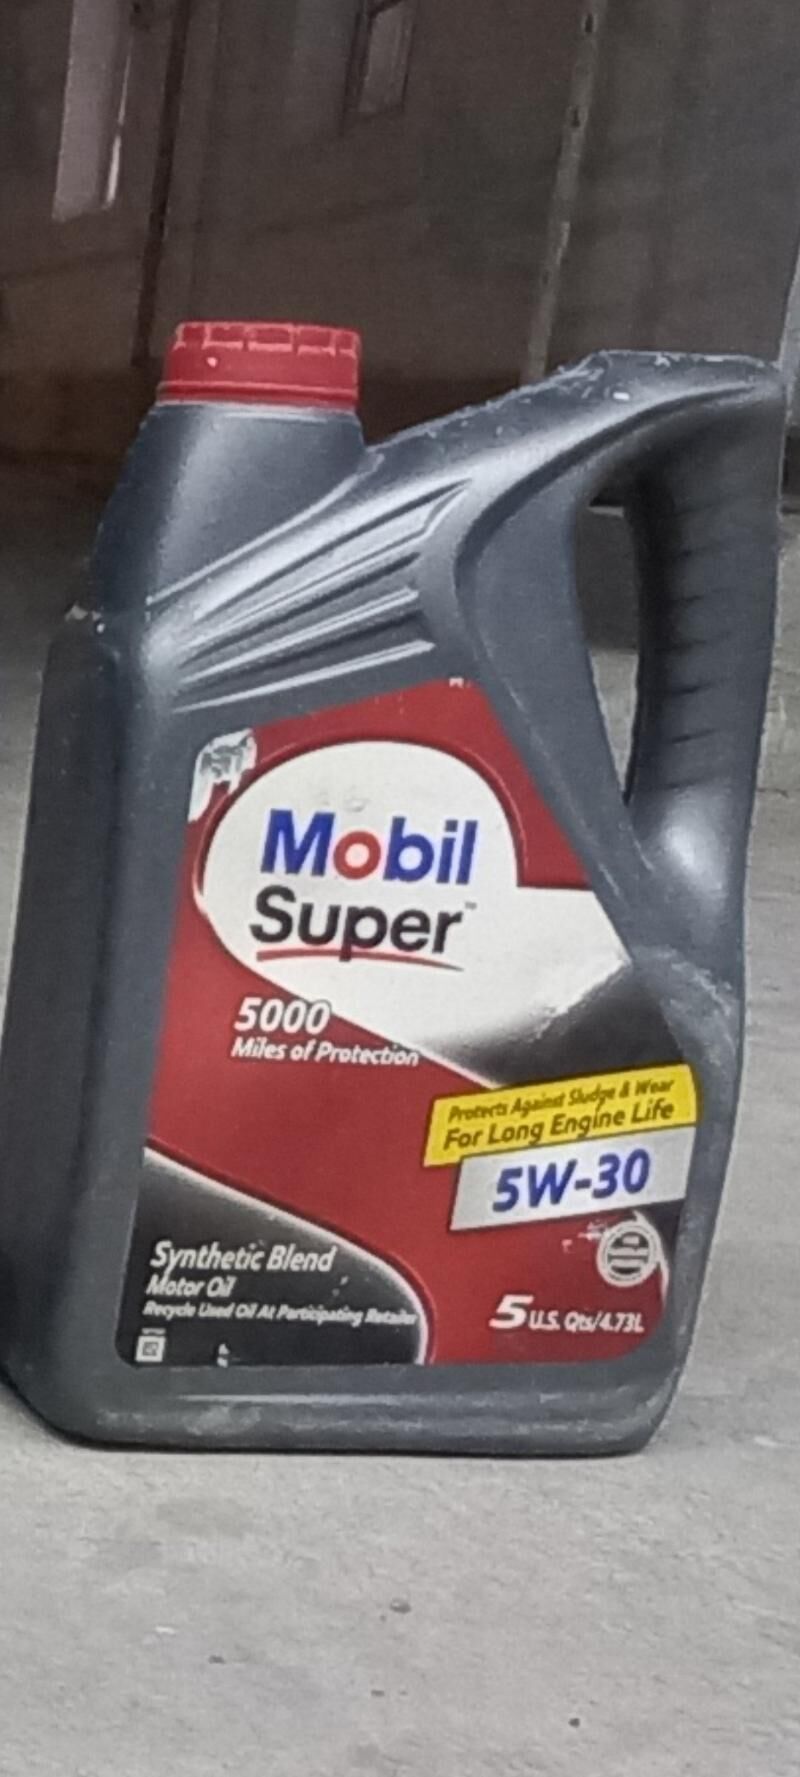 Mobil
Super™
5000
Miles of Protection
Protects Against Sludge & Wear
For Long Engine Life
5W-30
Synthetic Blend
Motor Oil
Recycle Used Oil At Participating Retailer
5 U.S. Qts/4.73L